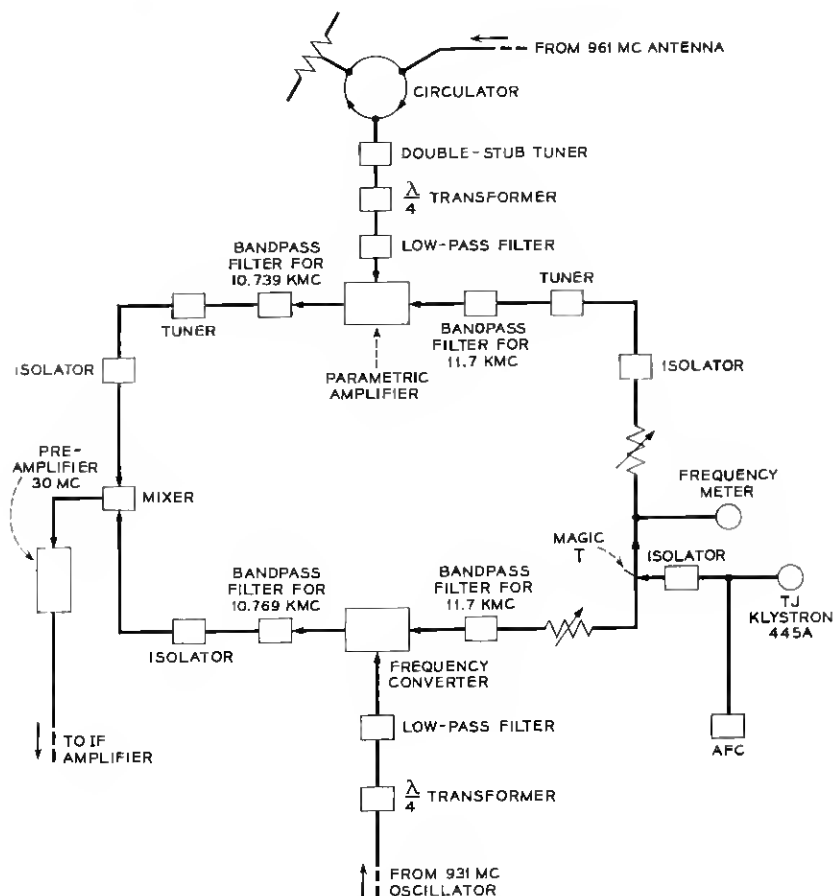 FROM 961 MC ANTENNA
CIRCULATOR
DOUBLE-STUB TUNER
λ/4 TRANSFORMER
LOW-PASS FILTER
BANDPASS
FILTER FOR
10.739 KMC
TUNER
TUNER
BANDPASS
FILTER FOR
11.7 KMC
ISOLATOR
PARAMETRIC
AMPLIFIER
ISOLATOR
PRE-
AMPLIFIER
30 MC
MIXER
FREQUENCY
METER
MAGIC
T
ISOLATOR
BANDPASS
FILTER FOR
10.769 KMC
BANDPASS
FILTER FOR
11.7 KMC
TJ
KLYSTRON
445A
ISOLATOR
FREQUENCY
CONVERTER
LOW-PASS FILTER
AFC
TO IF
AMPLIFIER
λ/4 TRANSFORMER
FROM 931 MC
OSCILLATOR